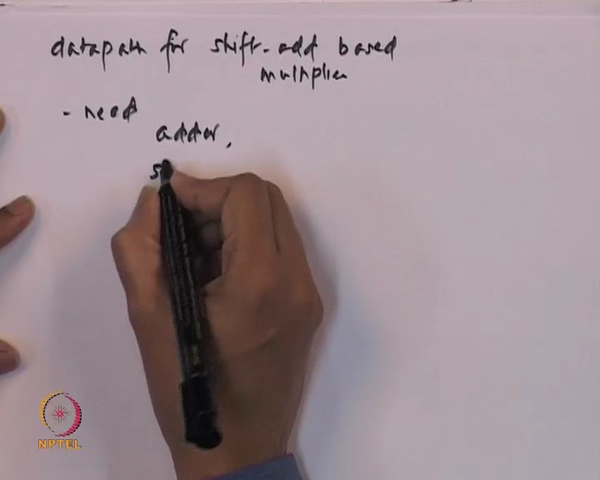 datapath for shift-add based
multiplier
- need
adder,
s
NPTEL